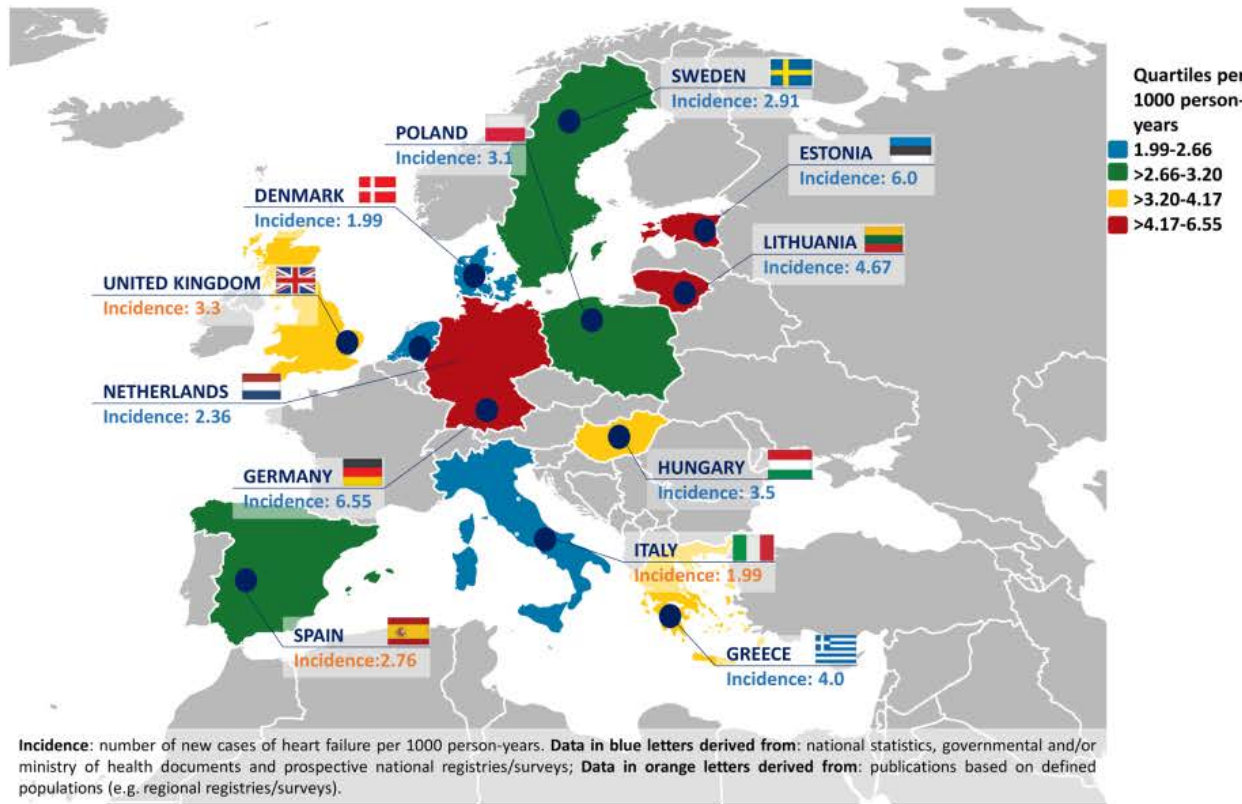 SWEDEN
Incidence: 2.91
POLAND
Incidence: 3.1
ESTONIA
Incidence: 6.0
DENMARK
Incidence: 1.99
LITHUANIA
Incidence: 4.67
UNITED KINGDOM
Incidence: 3.3
NETHERLANDS
Incidence: 2.36
GERMANY
Incidence: 6.55
HUNGARY
Incidence: 3.5
ITALY
Incidence: 1.99
SPAIN
Incidence:2.76
GREECE
Incidence: 4.0
Quartiles per
1000 person-
years
1.99-2.66
>2.66-3.20
>3.20-4.17
>4.17-6.55
Incidence: number of new cases of heart failure per 1000 person-years. Data in blue letters derived from: national statistics, governmental and/or
ministry of health documents and prospective national registries/surveys; Data in orange letters derived from: publications based on defined
populations (e.g. regional registries/surveys).